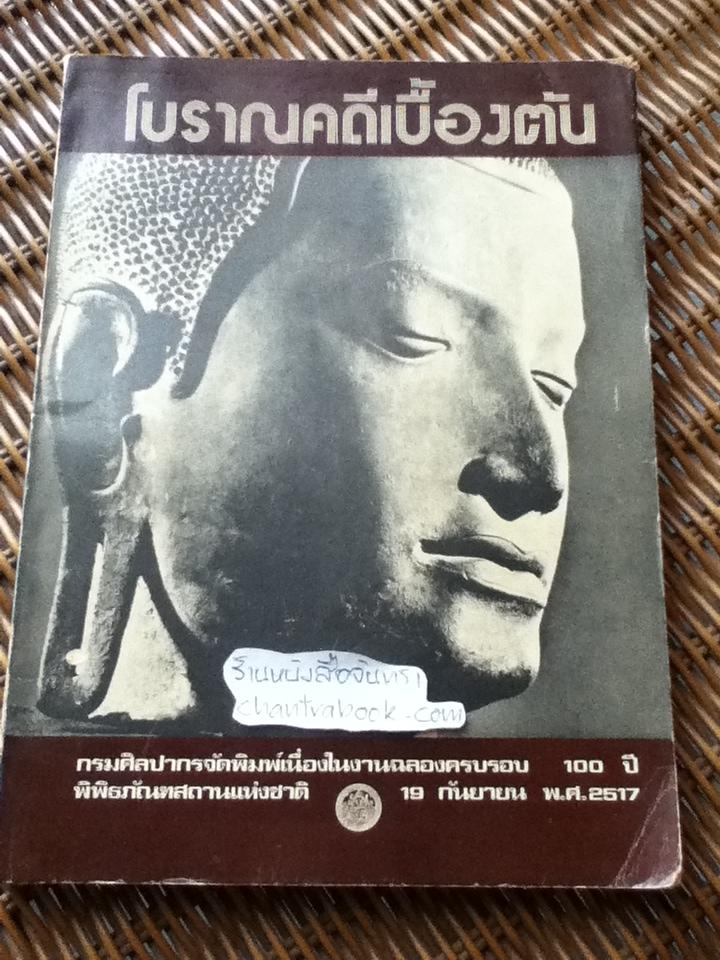 โบราณคดีเบื้องต้น
ร้านหนังสือจันทรา
chantrabook.com
กรมศิลปากรจัดพิมพ์เนื่องในงานฉลองครบรอบ 100 ปี
พิพิธภัณฑสถานแห่งชาติ 19 กันยายน พ.ศ.2517